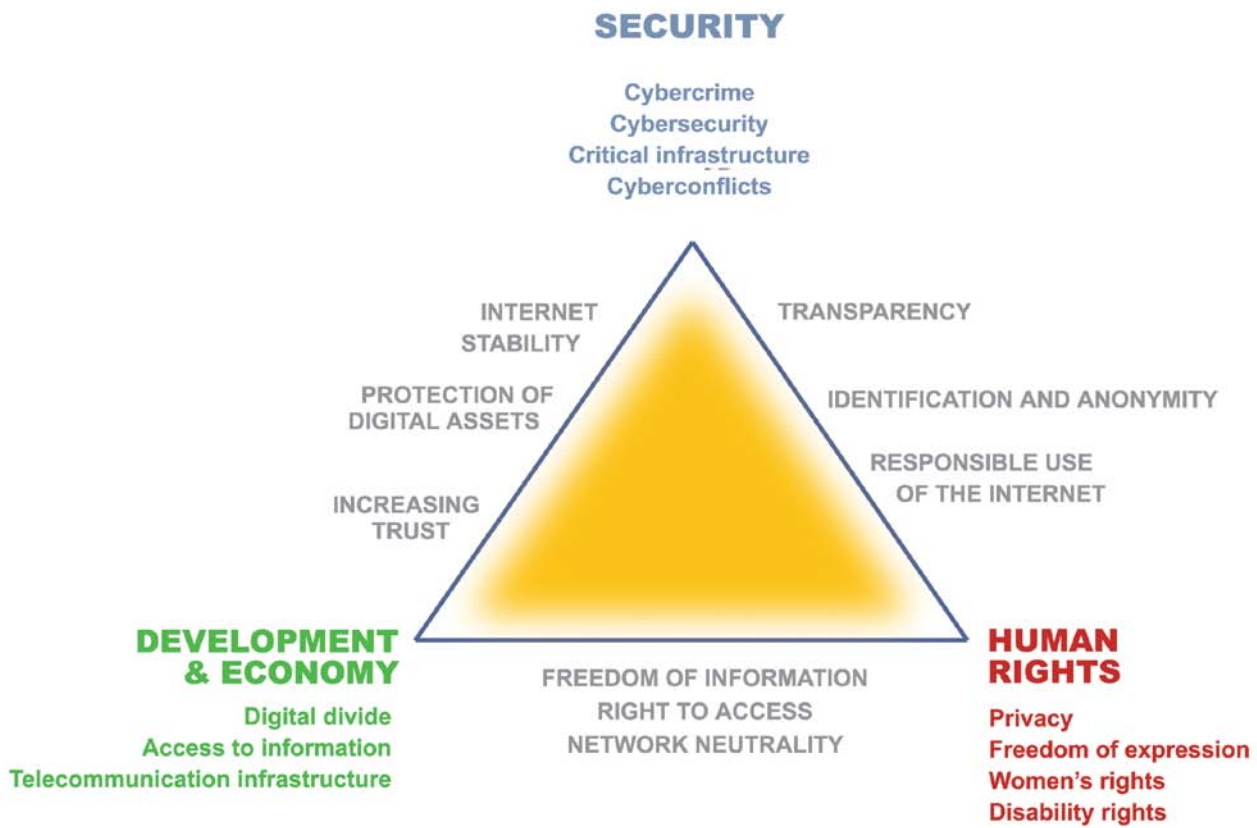 SECURITY
Cybercrime
Cybersecurity
Critical infrastructure
Cyberconflicts
INTERNET
STABILITY
PROTECTION OF
DIGITAL ASSETS
INCREASING
TRUST
TRANSPARENCY
IDENTIFICATION AND ANONYMITY
RESPONSIBLE USE
OF THE INTERNET
DEVELOPMENT
& ECONOMY
Digital divide
Access to information
Telecommunication infrastructure
FREEDOM OF INFORMATION
RIGHT TO ACCESS
NETWORK NEUTRALITY
HUMAN
RIGHTS
Privacy
Freedom of expression
Women's rights
Disability rights